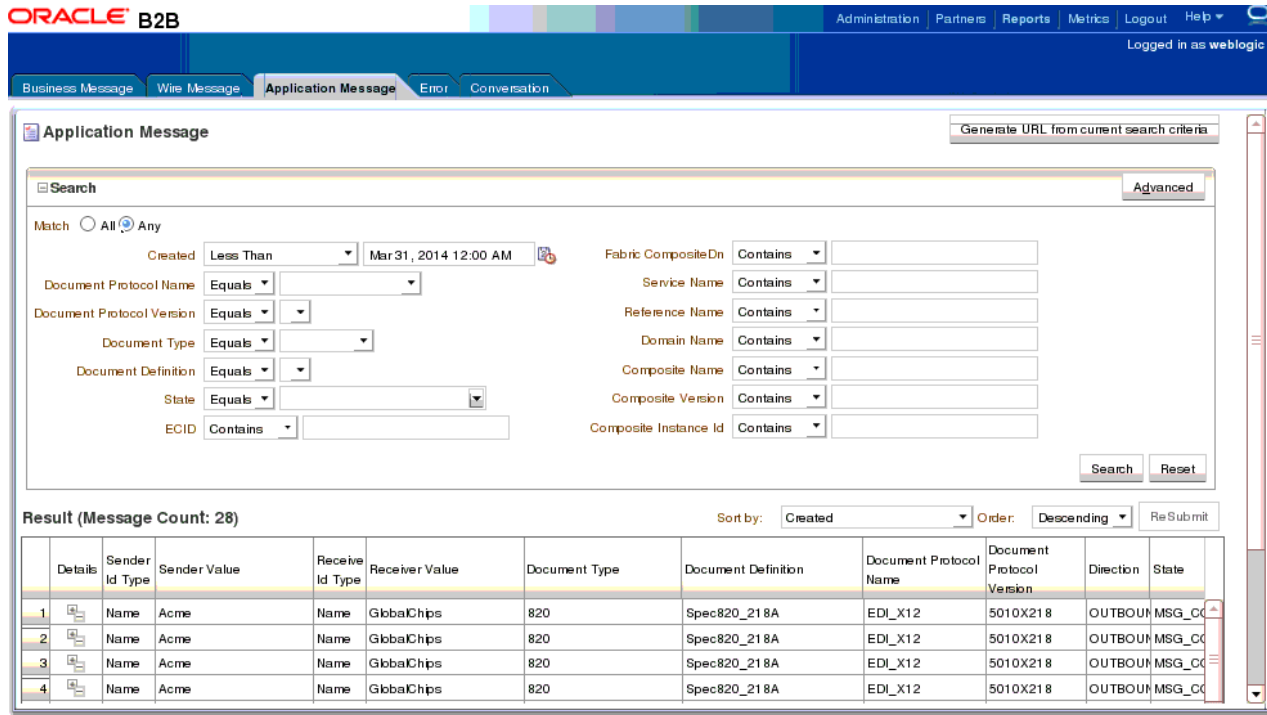 ORACLE B2B
Administration Partners Reports Metrics Logout Help
Logged in as weblogic
Business Message Wire Message Application Message Error Conversation
Application Message
Generate URL from current search criteria
Search
Advanced
Match All Any
Created Less Than Mar 31, 2014 12:00 AM Fabric CompositeDn Contains
Document Protocol Name Equals Service Name Contains
Document Protocol Version Equals Reference Name Contains
Document Type Equals Domain Name Contains
Document Definition Equals Composite Name Contains
State Equals Composite Version Contains
ECID Contains Composite Instance Id Contains
Search Reset
Result (Message Count: 28) Sort by: Created Order: Descending ReSubmit
Details Sender Id Type Sender Value Receive Id Type Receiver Value Document Type Document Definition Document Protocol Name Document Protocol Version Direction State
1 Name Acme Name GlobalChips 820 Spec820_218A EDI_X12 5010X218 OUTBOUN MSG_CO
2 Name Acme Name GlobalChips 820 Spec820_218A EDI_X12 5010X218 OUTBOUN MSG_CO
3 Name Acme Name GlobalChips 820 Spec820_218A EDI_X12 5010X218 OUTBOUN MSG_CO
4 Name Acme Name GlobalChips 820 Spec820_218A EDI_X12 5010X218 OUTBOUN MSG_CO